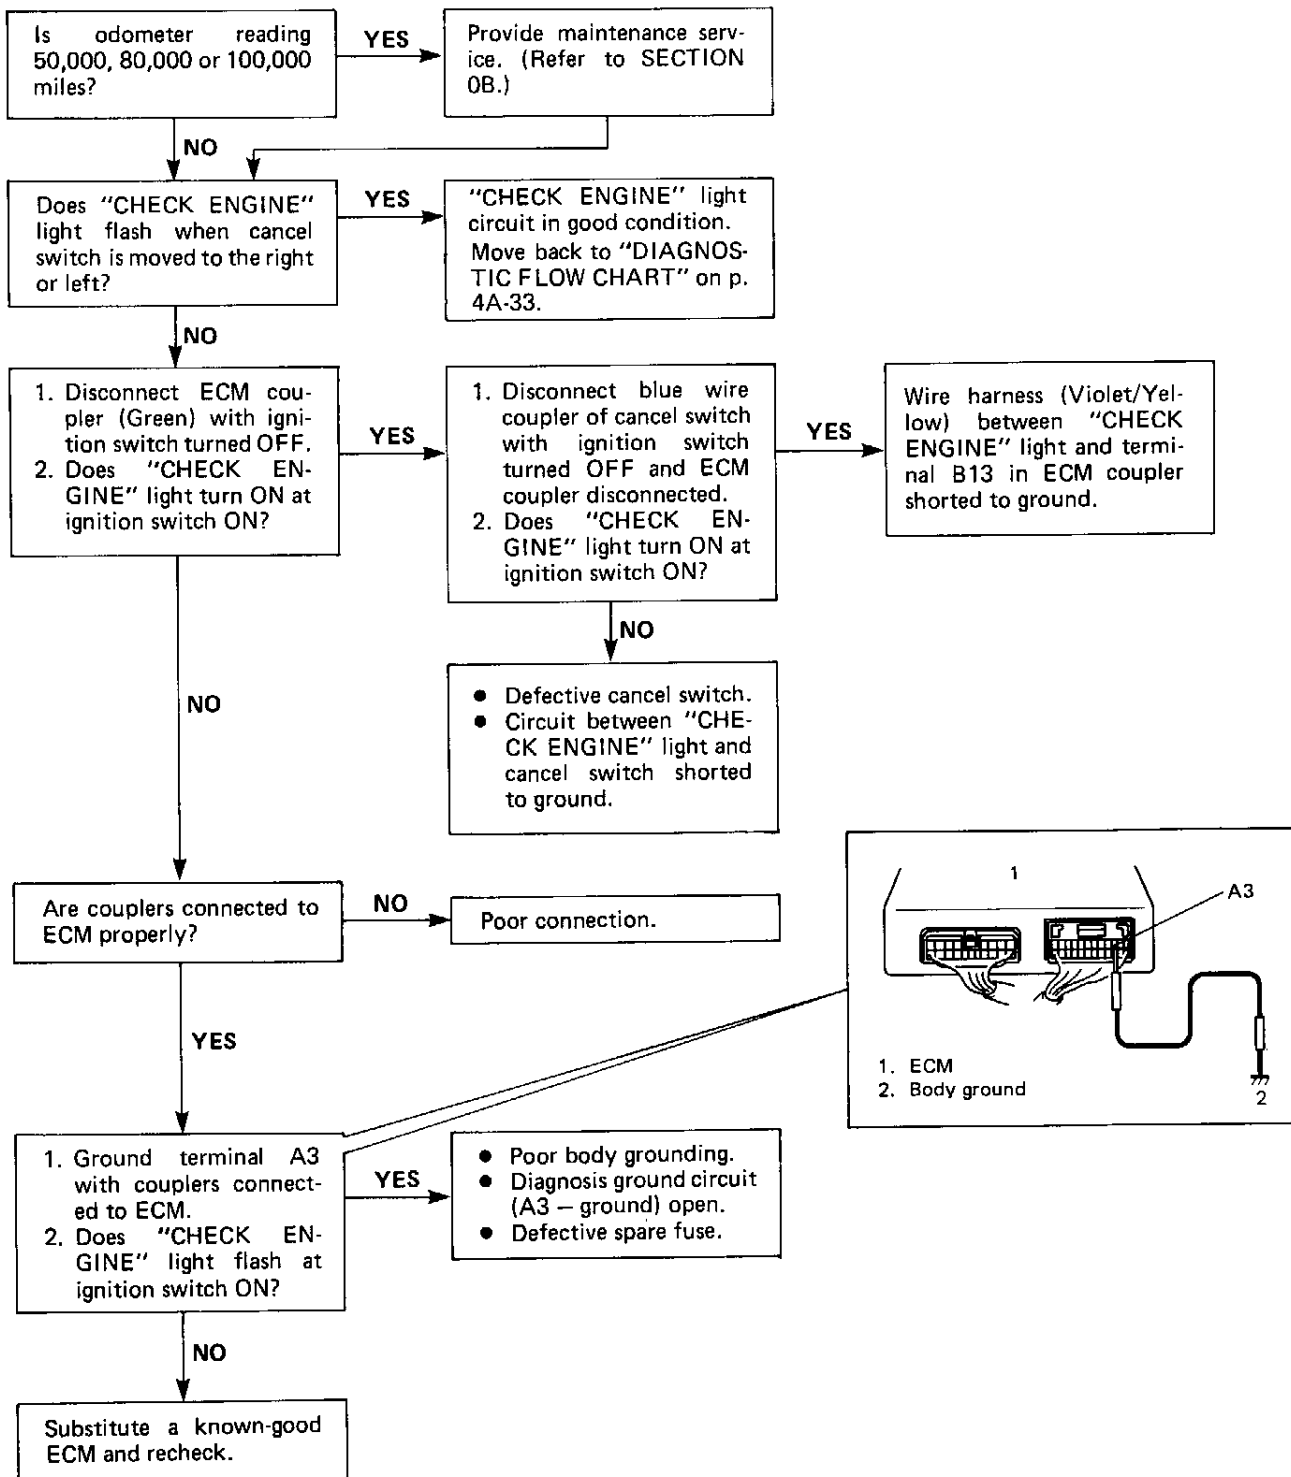 Is odometer reading
50,000, 80,000 or 100,000
miles?
YES
Provide maintenance serv-
ice. (Refer to SECTION
0B.)
NO
Does "CHECK ENGINE"
light flash when cancel
switch is moved to the right
or left?
YES
"CHECK ENGINE" light
circuit in good condition.
Move back to "DIAGNOS-
TIC FLOW CHART" on p.
4A-33.
NO
1. Disconnect ECM cou-
pler (Green) with igni-
tion switch turned OFF.
2. Does "CHECK EN-
GINE" light turn ON at
ignition switch ON?
YES
1. Disconnect blue wire
coupler of cancel switch
with ignition switch
turned OFF and ECM
coupler disconnected.
2. Does "CHECK EN-
GINE" light turn ON at
ignition switch ON?
YES
Wire harness (Violet/Yel-
low) between "CHECK
ENGINE" light and termi-
nal B13 in ECM coupler
shorted to ground.
NO
● Defective cancel switch.
● Circuit between "CHE-
CK ENGINE" light and
cancel switch shorted
to ground.
NO
Are couplers connected to
ECM properly?
NO
Poor connection.
YES
1
A3
2
1. ECM
2. Body ground
1. Ground terminal A3
with couplers connect-
ed to ECM.
2. Does "CHECK EN-
GINE" light flash at
ignition switch ON?
YES
● Poor body grounding.
● Diagnosis ground circuit
(A3 – ground) open.
● Defective spare fuse.
NO
Substitute a known-good
ECM and recheck.